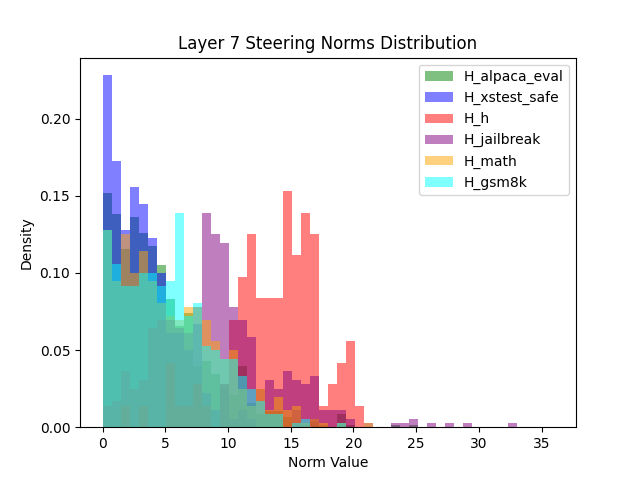 Layer 7 Steering Norms Distribution
H_alpaca_eval
H_xstest_safe
H_h
H_jailbreak
H_math
H_gsm8k
Density
0.20
0.15
0.10
0.05
0.00
0 5 10 15 20 25 30 35
Norm Value